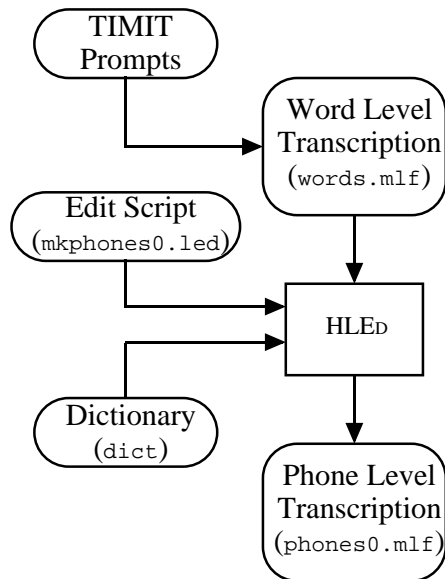 TIMIT
Prompts
Word Level
Transcription
(words.mlf)
Edit Script
(mkphones0.led)
HLED
Dictionary
(dict)
Phone Level
Transcription
(phones0.mlf)